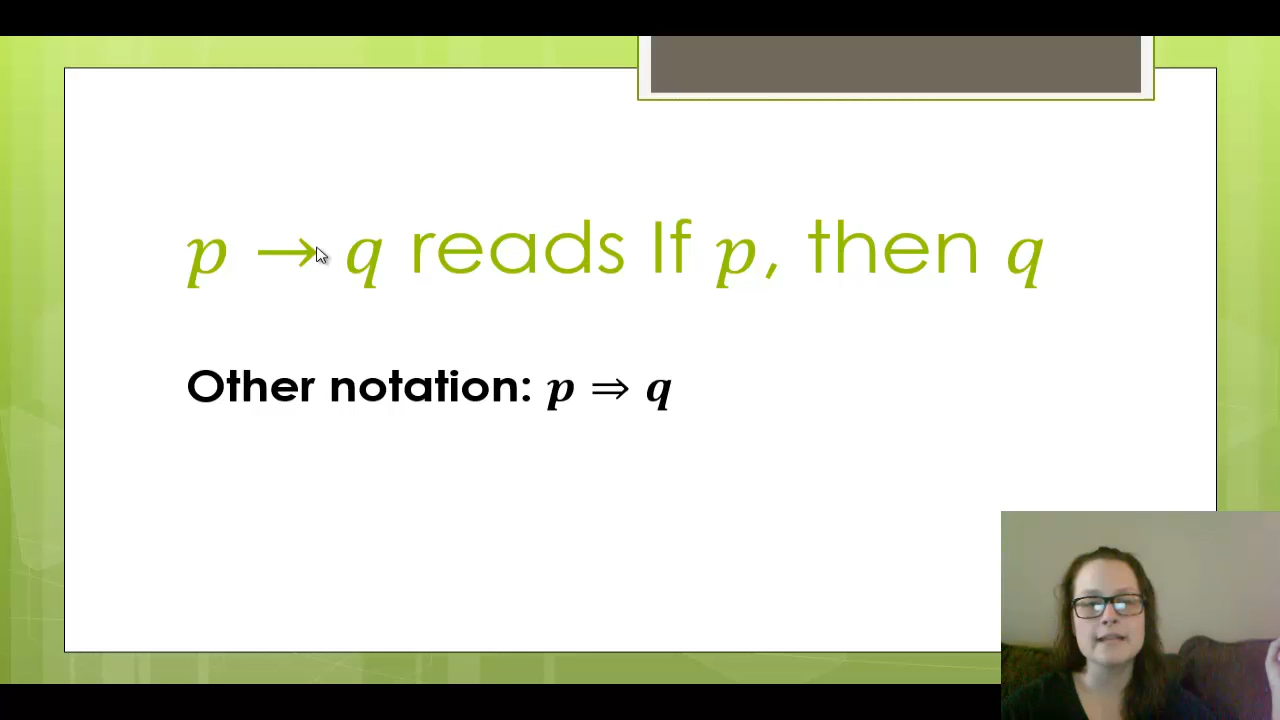 p → q reads If p, then q
Other notation: p ⇒ q